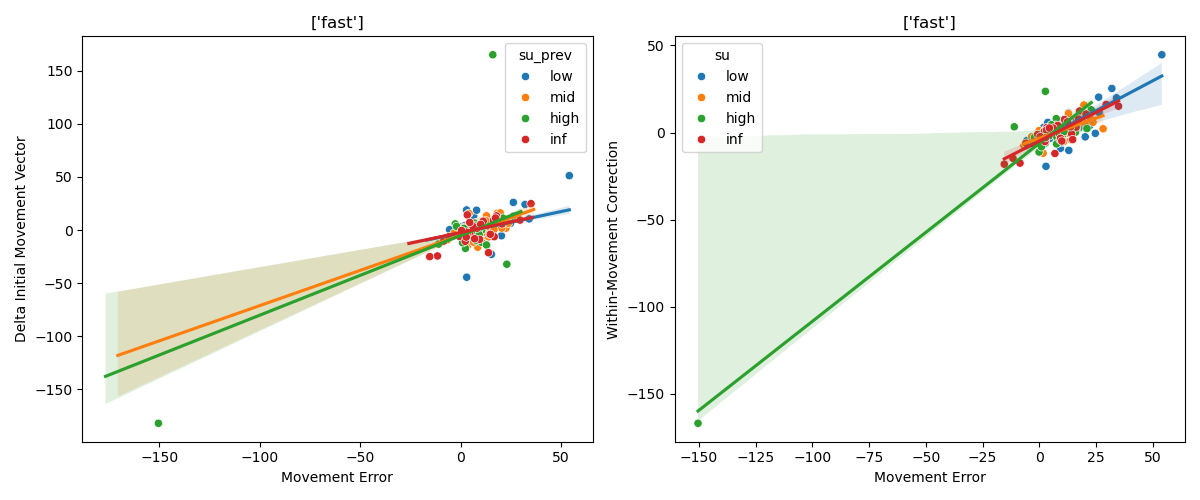 ['fast']
Delta Initial Movement Vector
150
100
50
0
−50
−100
−150
su_prev
low
mid
high
inf
−150
−100
−50
0
50
Movement Error
['fast']
Within-Movement Correction
50
0
−50
−100
−150
su
low
mid
high
inf
−150
−125
−100
−75
−50
−25
0
25
50
Movement Error